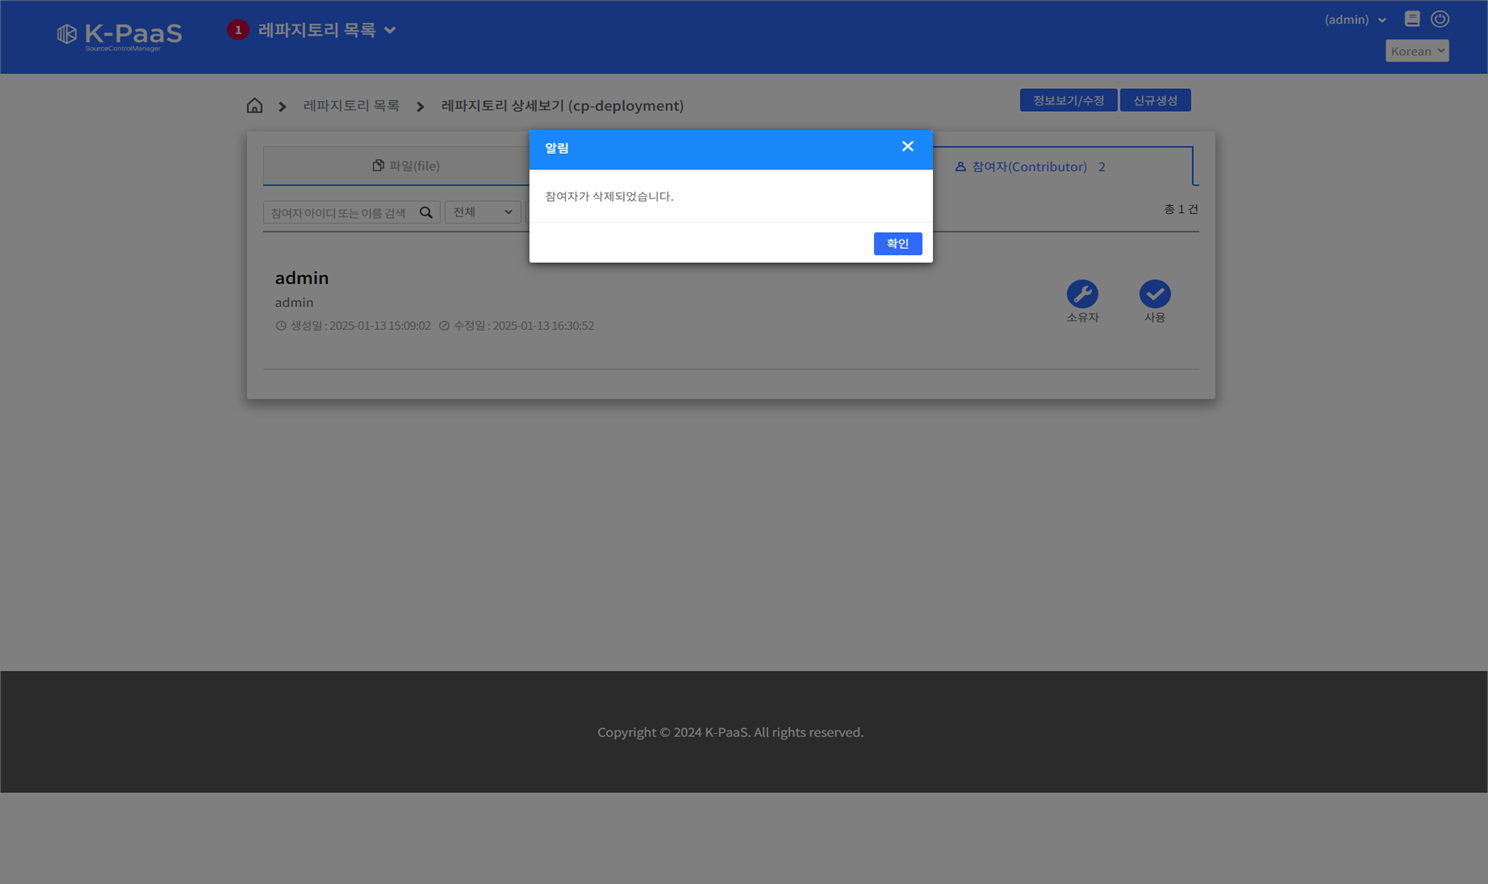 K-PaaS
SourceControlManager
1 레파지토리 목록
(admin)
Korean
레파지토리 목록 레파지토리 상세보기 (cp-deployment)
정보보기/수정 신규생성
알림
파일(file)
참여자(Contributor) 2
참여자가 삭제되었습니다.
참여자 아이디 또는 이름 검색 전체
총 1 건
확인
admin
admin
생성일 : 2025-01-13 15:09:02 수정일 : 2025-01-13 16:30:52
소유자 사용
Copyright © 2024 K-PaaS. All rights reserved.